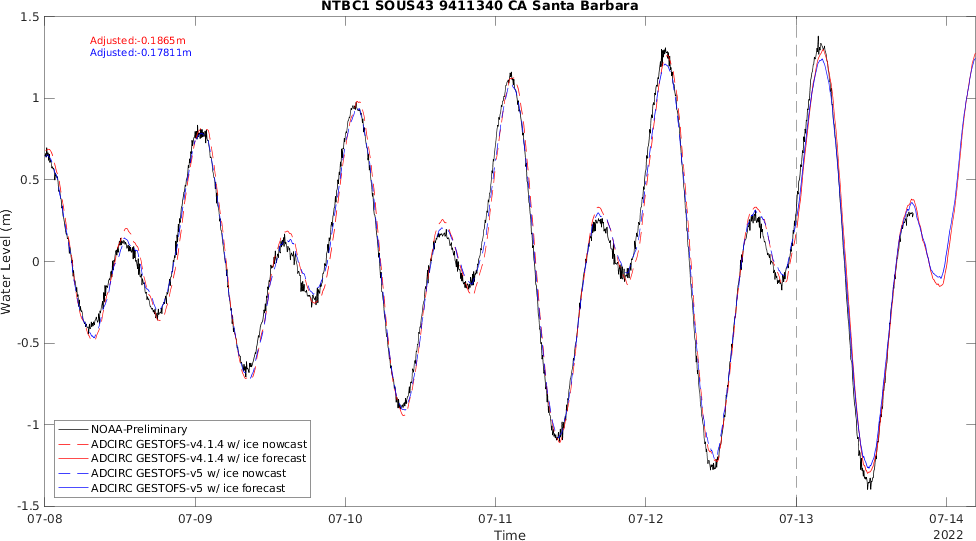 NTBC1 SOUS43 9411340 CA Santa Barbara
Adjusted:-0.1865m
Adjusted:-0.17811m
1.5
1
0.5
0
-0.5
-1
-1.5
Water Level (m)
NOAA-Preliminary
ADCIRC GESTOFS-v4.1.4 w/ ice nowcast
ADCIRC GESTOFS-v4.1.4 w/ ice forecast
ADCIRC GESTOFS-v5 w/ ice nowcast
ADCIRC GESTOFS-v5 w/ ice forecast
07-08 07-09 07-10 07-11 07-12 07-13 07-14
Time 2022